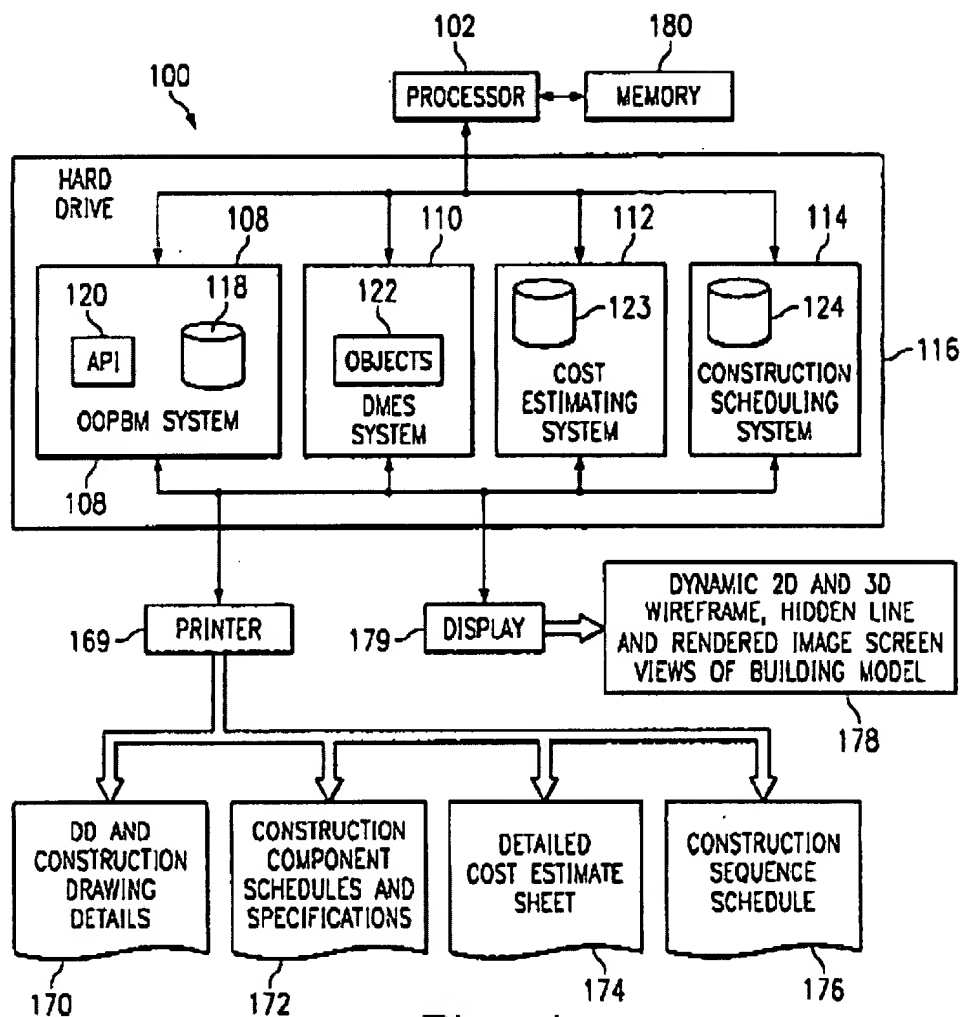 102
180
100
PROCESSOR
MEMORY
HARD
DRIVE
108
110
112
114
120
118
122
123
124
116
API
OBJECTS
OOPBM SYSTEM
DMES
SYSTEM
COST
ESTIMATING
SYSTEM
CONSTRUCTION
SCHEDULING
SYSTEM
108
169
PRINTER
179
DISPLAY
DYNAMIC 2D AND 3D
WIREFRAME, HIDDEN LINE
AND RENDERED IMAGE SCREEN
VIEWS OF BUILDING MODEL
178
DD AND
CONSTRUCTION
DRAWING
DETAILS
CONSTRUCTION
COMPONENT
SCHEDULES AND
SPECIFICATIONS
DETAILED
COST ESTIMATE
SHEET
CONSTRUCTION
SEQUENCE
SCHEDULE
170
172
174
176